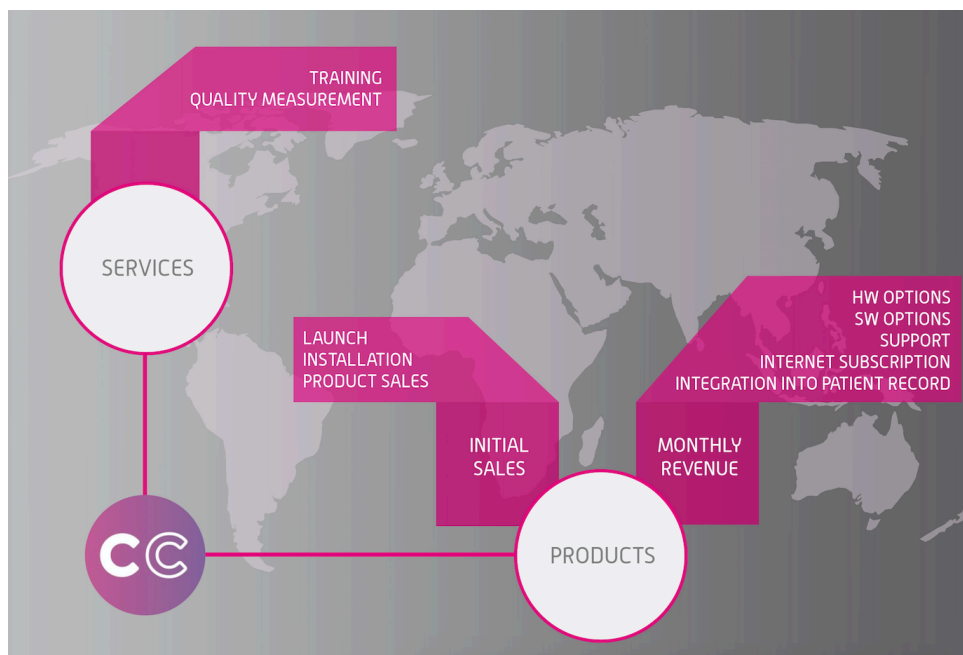 TRAINING
QUALITY MEASUREMENT
SERVICES
LAUNCH
INSTALLATION
PRODUCT SALES
INITIAL
SALES
HW OPTIONS
SW OPTIONS
SUPPORT
INTERNET SUBSCRIPTION
INTEGRATION INTO PATIENT RECORD
MONTHLY
REVENUE
CC
PRODUCTS